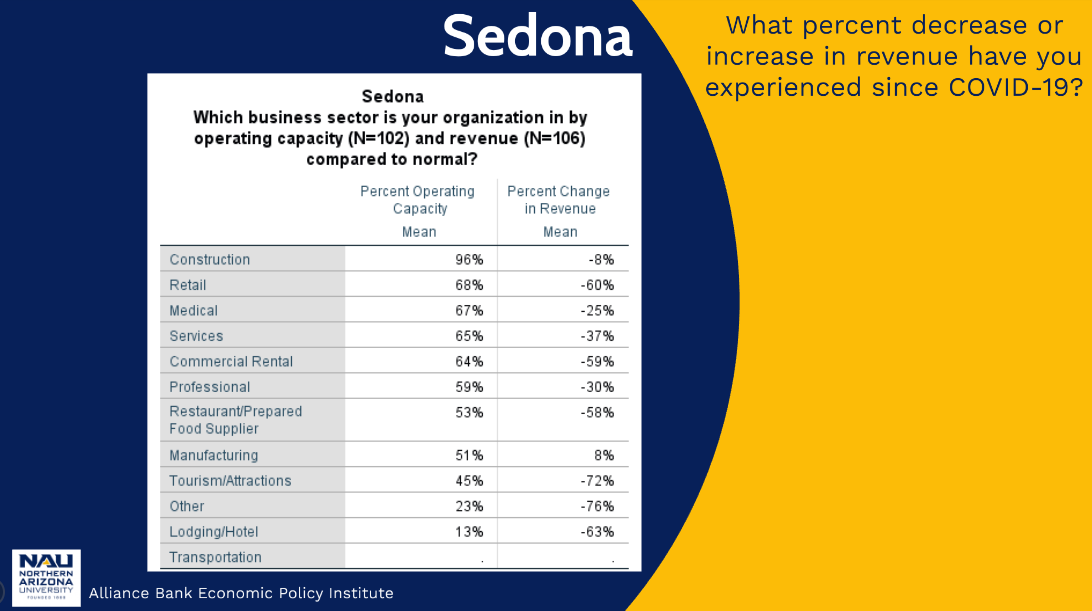 Sedona
What percent decrease or
increase in revenue have you
experienced since COVID-19?
Sedona
Which business sector is your organization in by
operating capacity (N=102) and revenue (N=106)
compared to normal?
Percent Operating Capacity Percent Change in Revenue
Mean Mean
Construction 96% -8%
Retail 68% -60%
Medical 67% -25%
Services 65% -37%
Commercial Rental 64% -59%
Professional 59% -30%
Restaurant/Prepared Food Supplier 53% -58%
Manufacturing 51% 8%
Tourism/Attractions 45% -72%
Other 23% -76%
Lodging/Hotel 13% -63%
Transportation . .
NAU
NORTHERN
ARIZONA
UNIVERSITY
FOUNDED 1899
Alliance Bank Economic Policy Institute